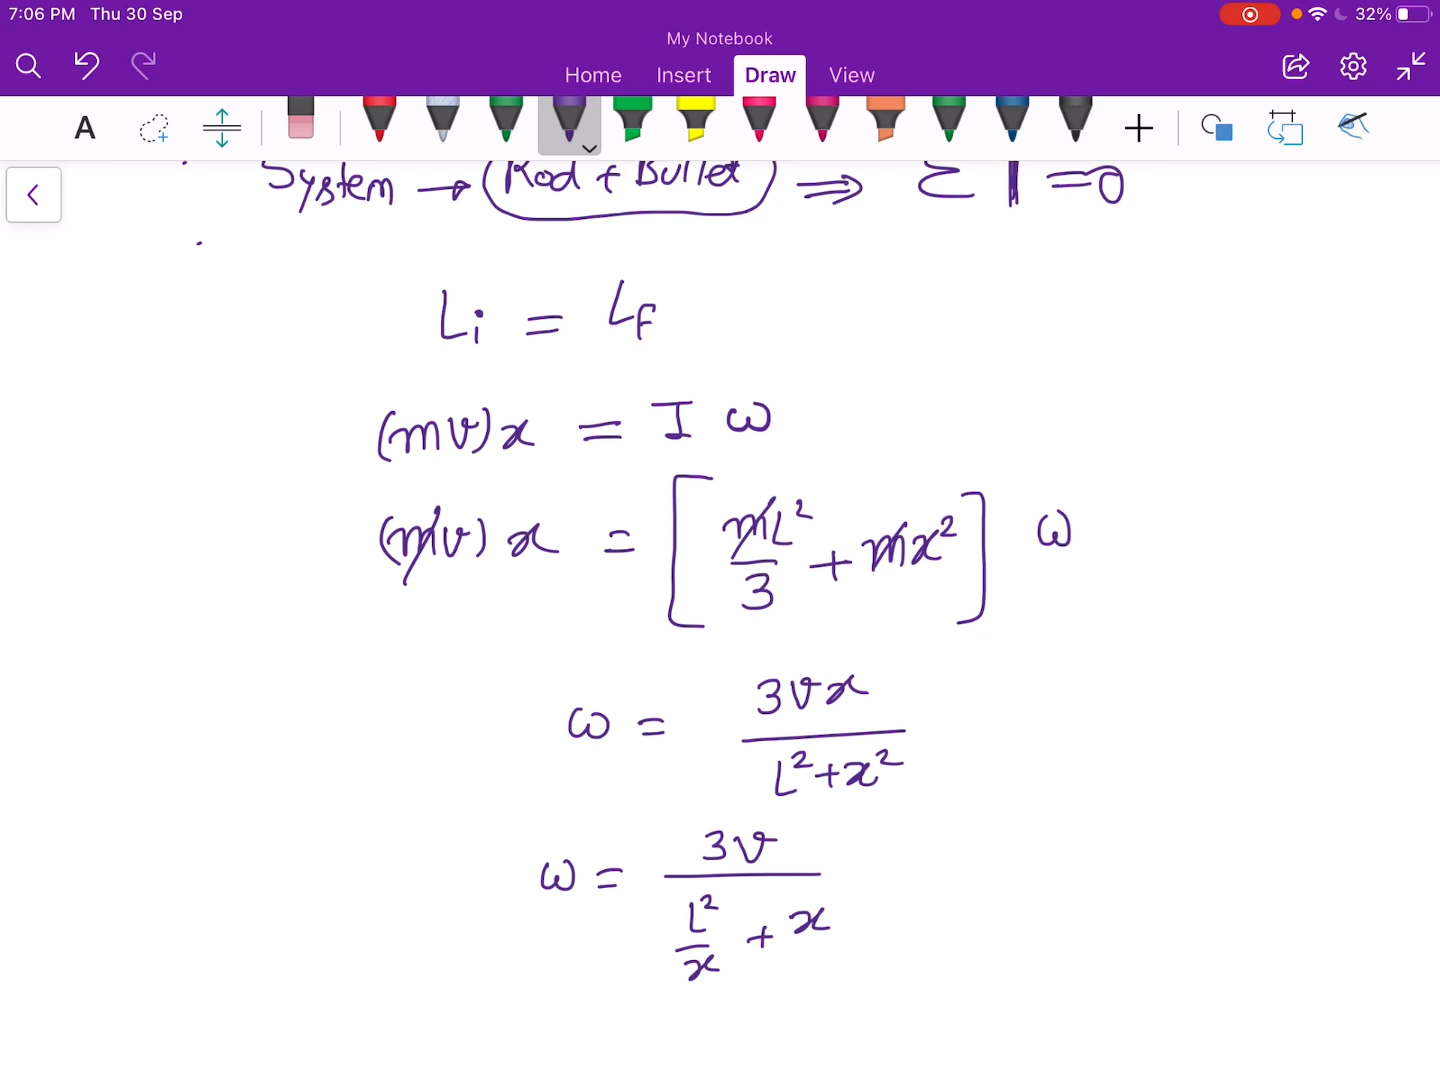 7:06 PM Thu 30 Sep
32%
My Notebook
Home Insert Draw View
A
System → (Rod + Bullet) ⇒ Σ = 0
Li = Lf
(mv)x = I ω
(mv) x = [mL²/3 + mx²] ω
ω = 3vx / L²+x²
ω = 3v / (L²/x + x)